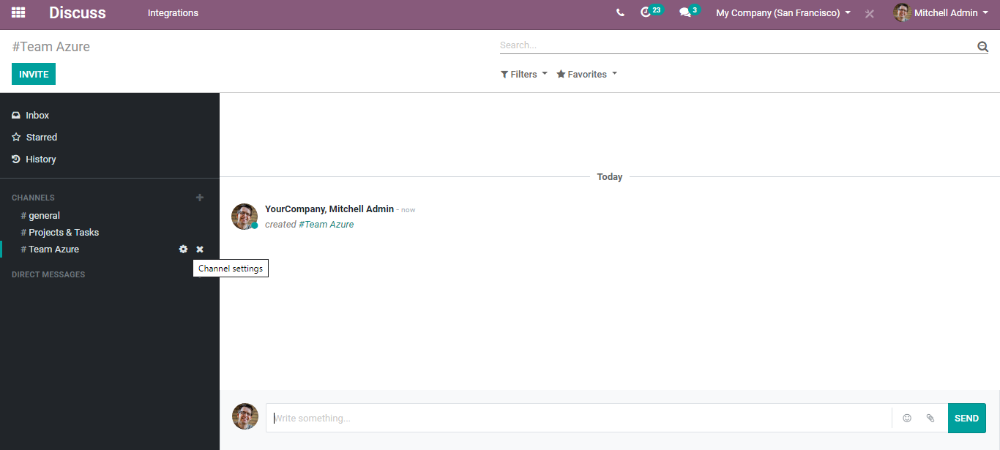 Discuss Integrations 23 3 My Company (San Francisco) Mitchell Admin
#Team Azure Search...
INVITE Filters Favorites
Inbox
Starred
History
Today
CHANNELS
# general YourCompany, Mitchell Admin - now
created #Team Azure
# Projects & Tasks
# Team Azure
Channel settings
DIRECT MESSAGES
Write something... SEND